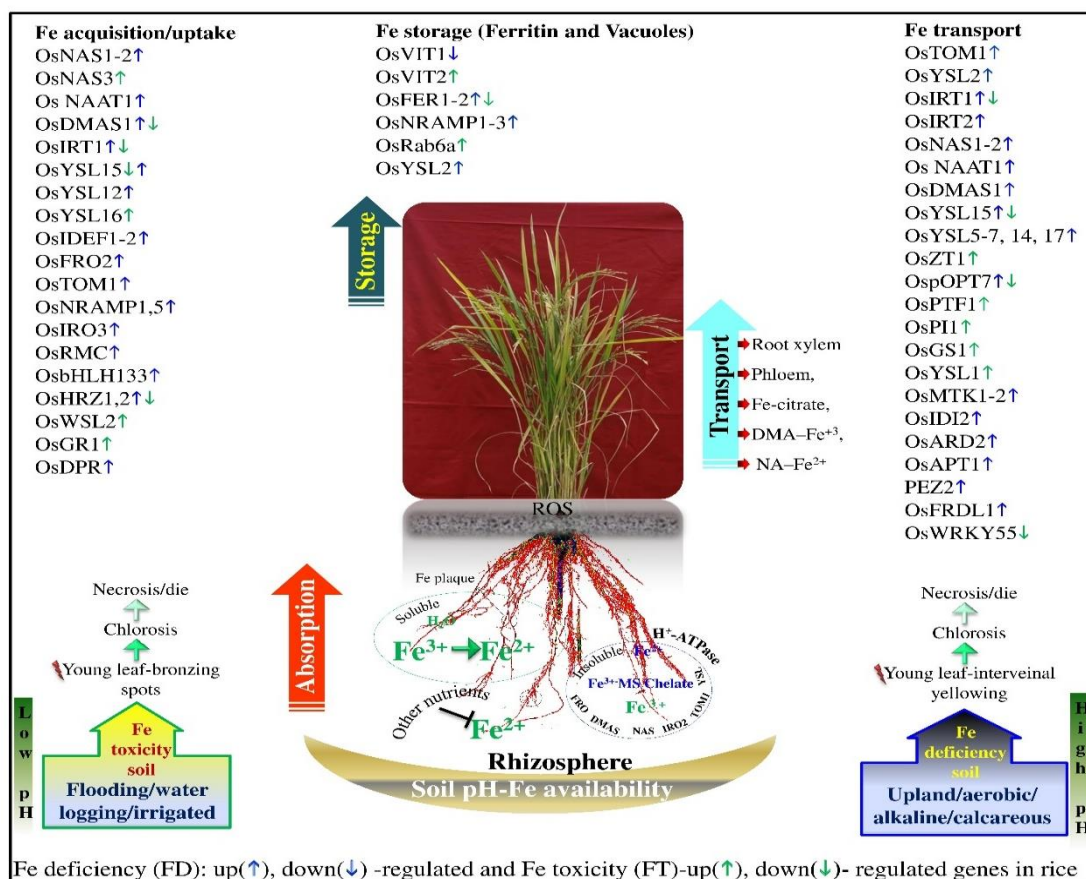 Fe acquisition/uptake
OsNAS1-2↑
OsNAS3↑
Os NAAT1↑
OsDMAS1↑↓
OsIRT1↑↓
OsYSL15↓↑
OsYSL12↑
OsYSL16↑
OsIDEF1-2↑
OsFRO2↑
OsTOM1↑
OsNRAMP1,5↑
OsIRO3↑
OsRMC↑
OsbHLH133↑
OsHRZ1,2↑↓
OsWSL2↑
OsGR1↑
OsDPR↑
Fe storage (Ferritin and Vacuoles)
OsVIT1↓
OsVIT2↑
OsFER1-2↑↓
OsNRAMP1-3↑
OsRab6a↑
OsYSL2↑
Fe transport
OsTOM1↑
OsYSL2↑
OsIRT1↑↓
OsIRT2↑
OsNAS1-2↑
Os NAAT1↑
OsDMAS1↑
OsYSL15↑↓
OsYSL5-7, 14, 17↑
OsZT1↑
OspOPT7↑↓
OsPTF1↑
OsPI1↑
OsGS1↑
OsYSL1↑
OsMTK1-2↑
OsIDI2↑
OsARD2↑
OsAPT1↑
PEZ2↑
OsFRDL1↑
OsWRKY55↓
Storage
Transport
Root xylem
Phloem,
Fe-citrate,
DMA–Fe⁺³,
NA–Fe²⁺
ROS
Absorption
Fe plaque
Soluble
Fe³⁺
Fe²⁺
Other nutrients
Fe²⁺
H⁺-ATPase
Insoluble
Fe²⁺
Fe³⁺-MS Chelate
Fe³⁺
FRO
DMAS
NAS
IRO2
TOM1
YSL
Rhizosphere
Soil pH-Fe availability
Necrosis/die
Chlorosis
Young leaf-bronzing
spots
Low pH
Fe
toxicity
soil
Flooding/water
logging/irrigated
Necrosis/die
Chlorosis
Young leaf-interveinal
yellowing
Fe
deficiency
soil
Upland/aerobic/
alkaline/calcareous
High pH
Fe deficiency (FD): up(↑), down(↓) -regulated and Fe toxicity (FT)-up(↑), down(↓)- regulated genes in rice